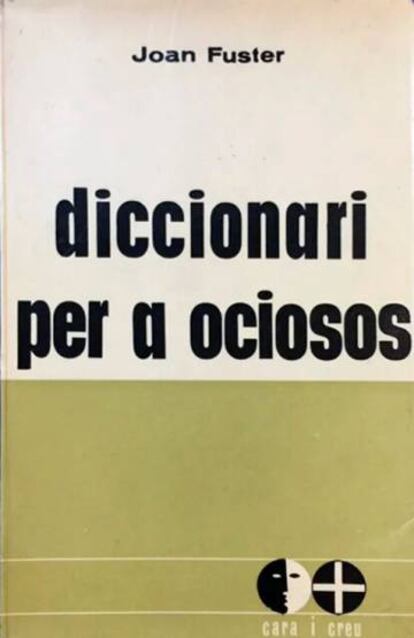 Joan Fuster
diccionari
per a ociosos
cara i creu